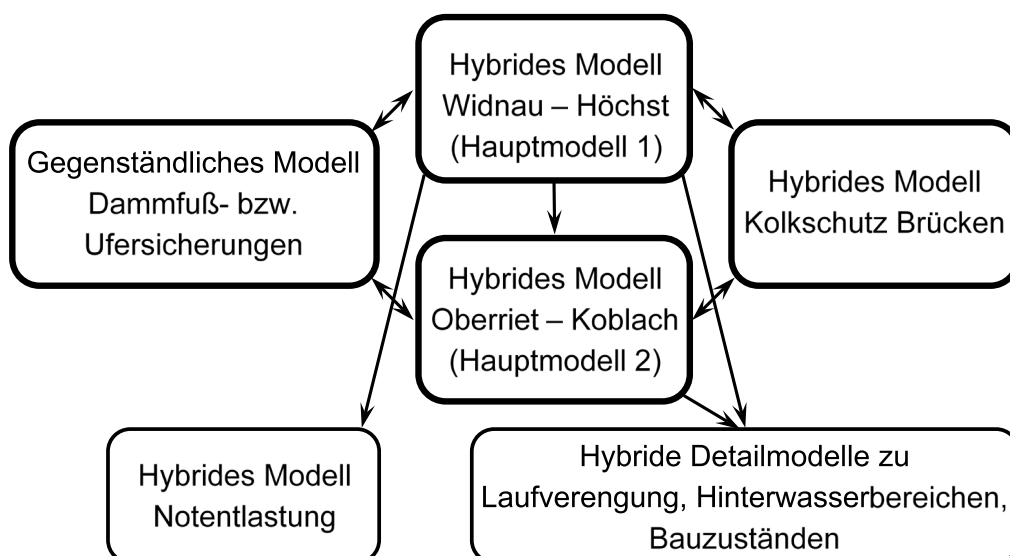 Hybrides Modell
Widnau – Höchst
(Hauptmodell 1)
Gegenständliches Modell
Dammfuß- bzw.
Ufersicherungen
Hybrides Modell
Kolkschutz Brücken
Hybrides Modell
Oberriet – Koblach
(Hauptmodell 2)
Hybrides Modell
Notentlastung
Hybride Detailmodelle zu
Laufverengung, Hinterwasserbereichen,
Bauzuständen